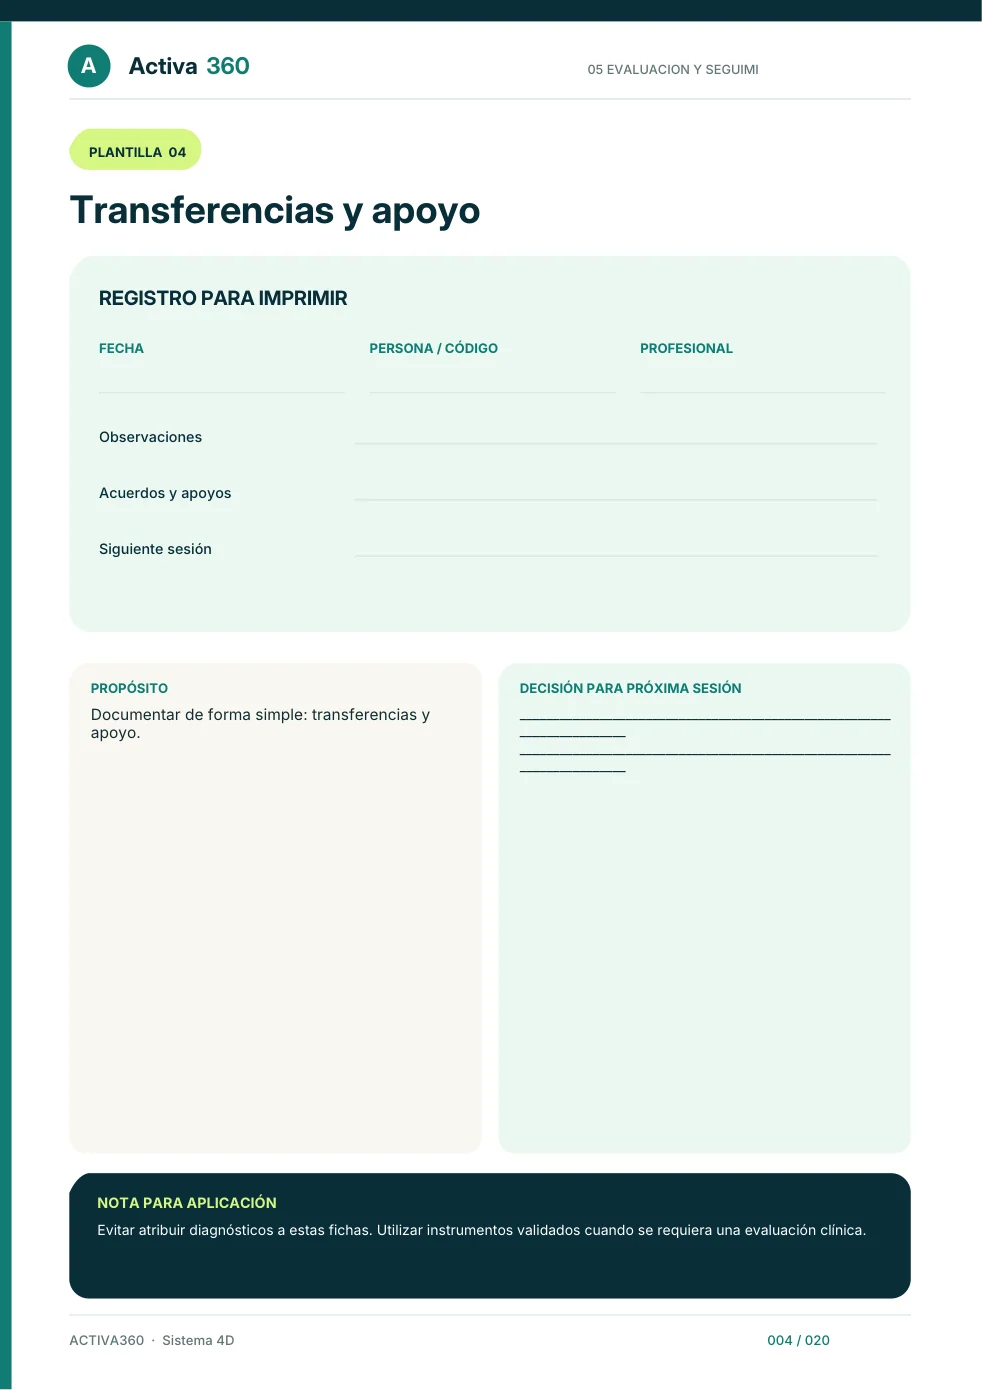 A Activa 360
05 EVALUACION Y SEGUIMI
PLANTILLA 04
Transferencias y apoyo
REGISTRO PARA IMPRIMIR
FECHA
PERSONA / CÓDIGO
PROFESIONAL
Observaciones
Acuerdos y apoyos
Siguiente sesión
PROPÓSITO
Documentar de forma simple: transferencias y
apoyo.
DECISIÓN PARA PRÓXIMA SESIÓN
NOTA PARA APLICACIÓN
Evitar atribuir diagnósticos a estas fichas. Utilizar instrumentos validados cuando se requiera una evaluación clínica.
ACTIVA360 · Sistema 4D
004 / 020